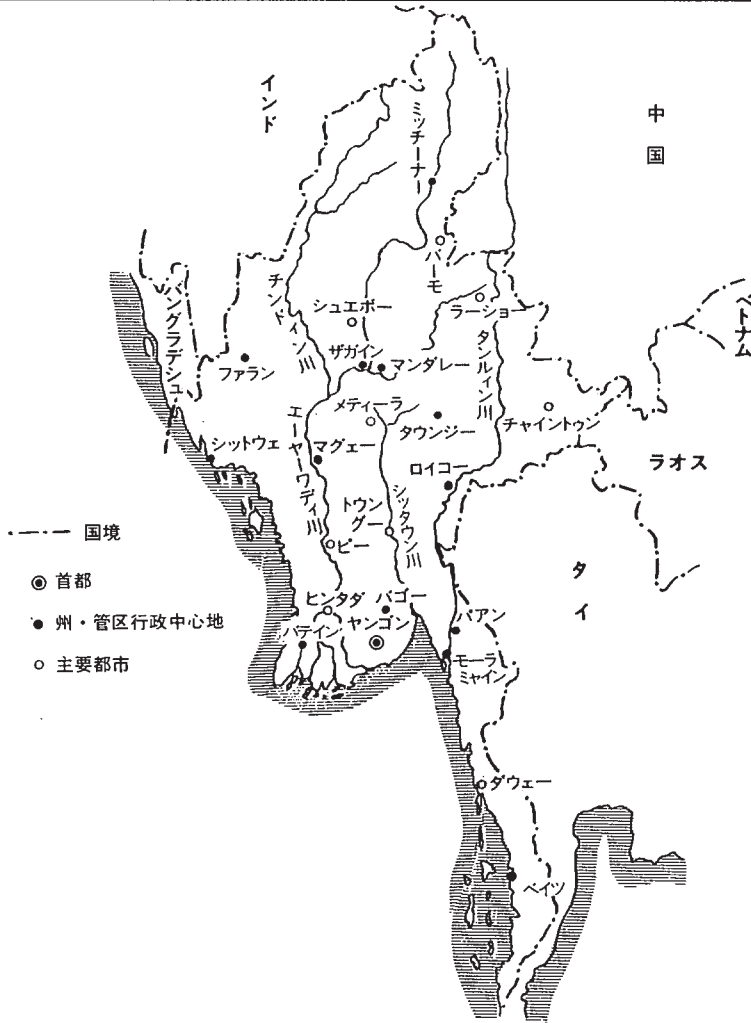 インド
中国
ミッチーナー
バーモ
バングラデシュ
チンドウィン川
シュエボー
ラーショー
ベトナム
ザガイン
マンダレー
ファラン
タンルウィン川
メティーラ
タウンジー
チャイントゥン
エーヤーワディ川
シットウェ
マグェー
ロイコー
ラオス
トウングー
シッタウン川
ピー
国境
首都
タイ
ヒンタダ
バゴー
州・管区行政中心地
パアン
パテイン
ヤンゴン
主要都市
モーラミャイン
ダウェー
ベイツ